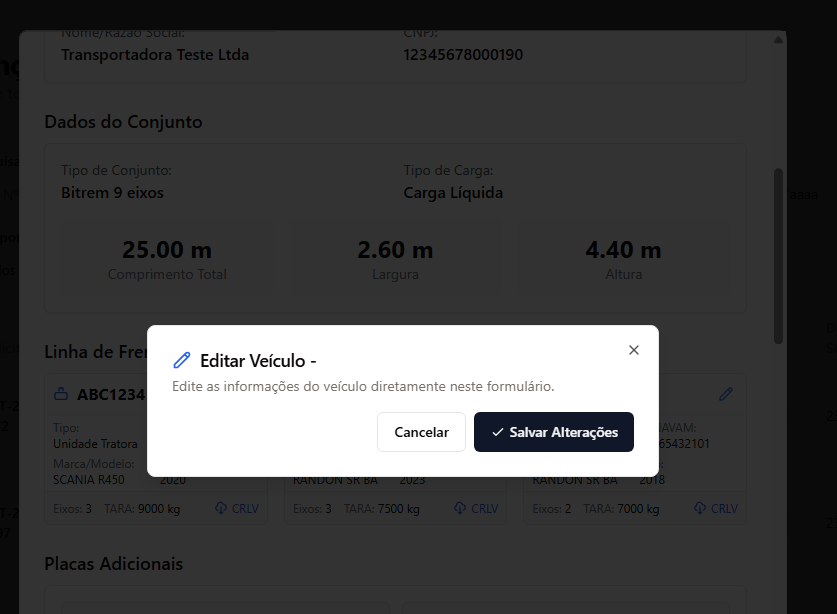 Nome/Razão Social: CNPJ:
Transportadora Teste Ltda 12345678000190
Dados do Conjunto
Tipo de Conjunto: Tipo de Carga:
Bitrem 9 eixos Carga Líquida
25.00 m 2.60 m 4.40 m
Comprimento Total Largura Altura
Linha de Fre
Editar Veículo -
Edite as informações do veículo diretamente neste formulário.
Cancelar Salvar Alterações
ABC1234
Tipo: AVAM:
Unidade Tratora 65432101
Marca/Modelo:
SCANIA R450 2020 RANDON SR BA 2023 RANDON SR BA 2018
Eixos: 3 TARA: 9000 kg CRLV Eixos: 3 TARA: 7500 kg CRLV Eixos: 2 TARA: 7000 kg CRLV
Placas Adicionais